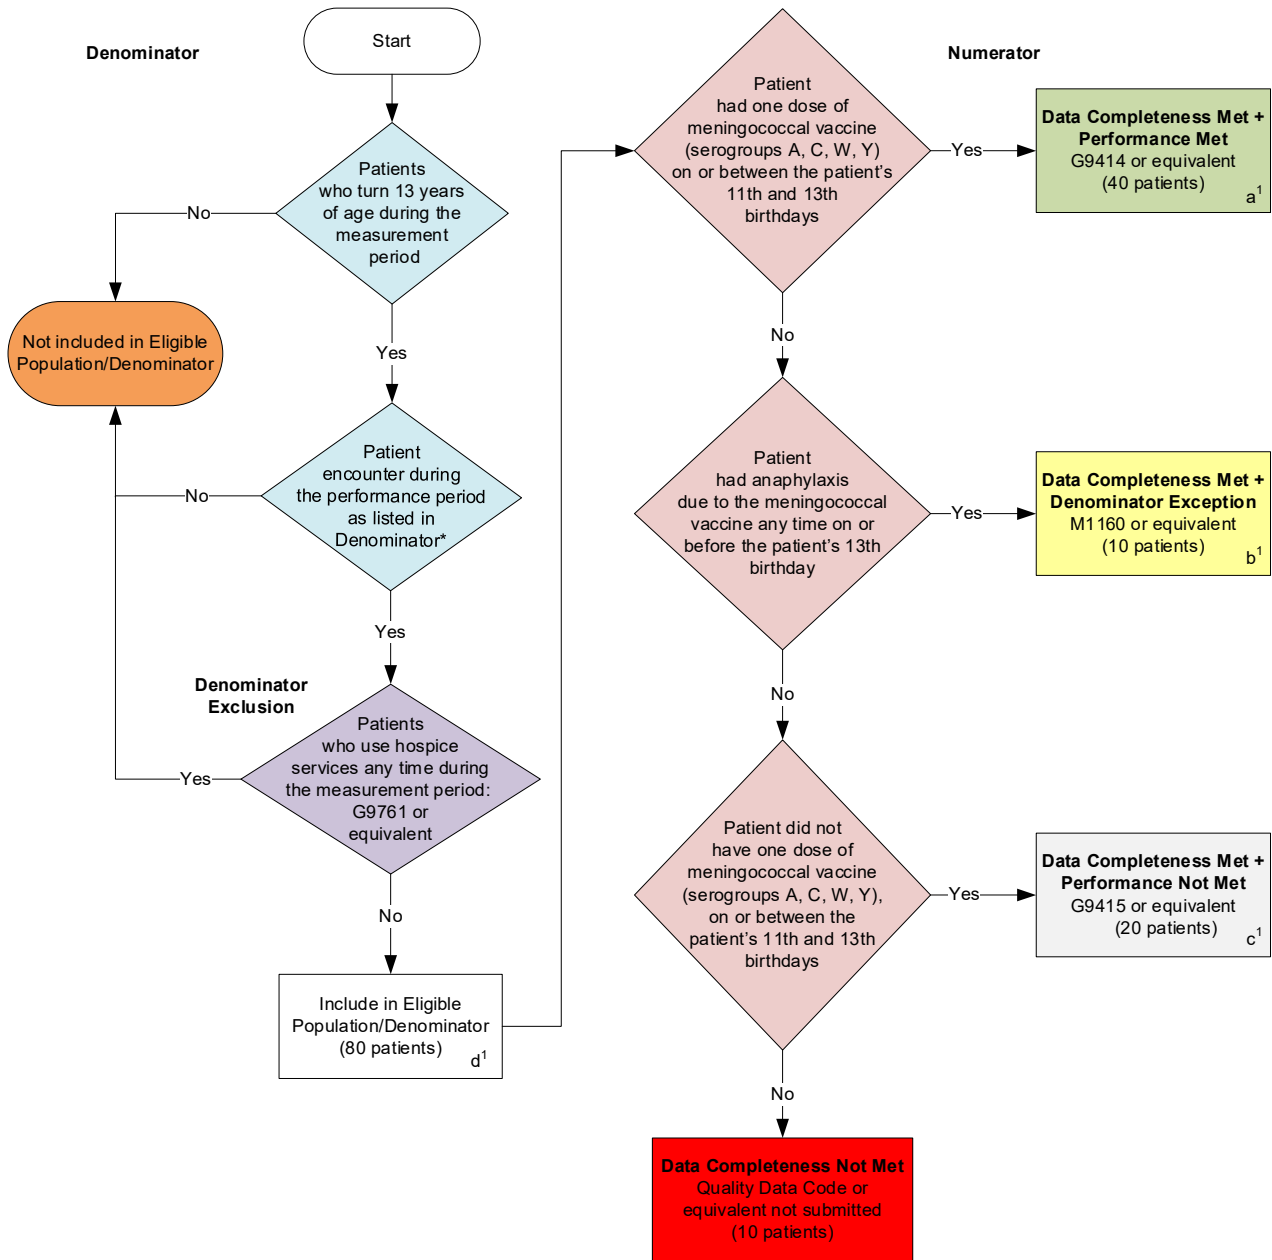 Denominator
Start
Patients
who turn 13 years
of age during the
measurement
period
No
Not included in Eligible
Population/Denominator
Yes
Patient
encounter during
the performance period
as listed in
Denominator*
No
Yes
Denominator
Exclusion
Patients
who use hospice
services any time during
the measurement period:
G9761 or
equivalent
Yes
No
Include in Eligible
Population/Denominator
(80 patients)
d¹
Numerator
Patient
had one dose of
meningococcal vaccine
(serogroups A, C, W, Y)
on or between the patient’s
11th and 13th
birthdays
Yes
Data Completeness Met +
Performance Met
G9414 or equivalent
(40 patients)
a¹
No
Patient
had anaphylaxis
due to the meningococcal
vaccine any time on or
before the patient’s 13th
birthday
Yes
Data Completeness Met +
Denominator Exception
M1160 or equivalent
(10 patients)
b¹
No
Patient did not
have one dose of
meningococcal vaccine
(serogroups A, C, W, Y),
on or between the
patient’s 11th and 13th
birthdays
Yes
Data Completeness Met +
Performance Not Met
G9415 or equivalent
(20 patients)
c¹
No
Data Completeness Not Met
Quality Data Code or
equivalent not submitted
(10 patients)